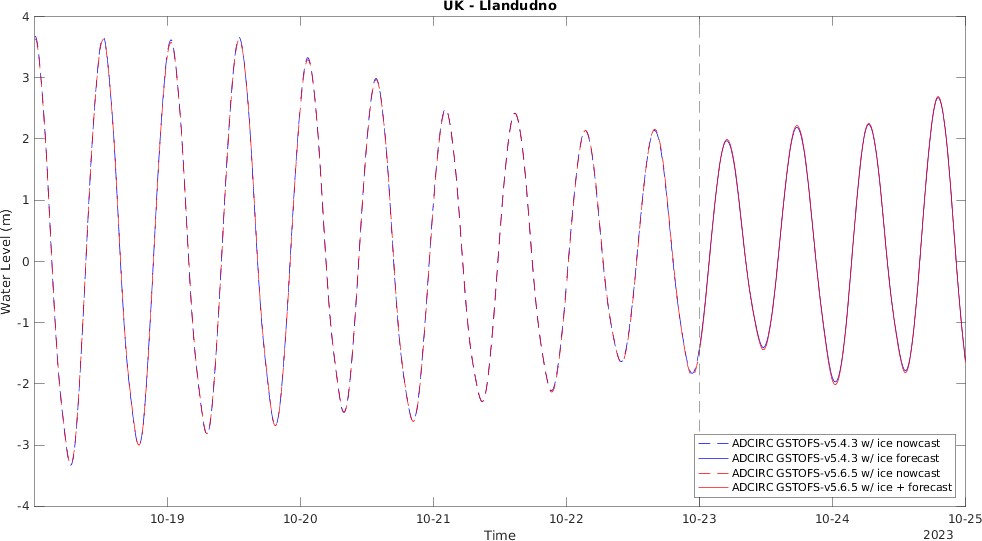 UK - Llandudno
4
3
2
1
0
-1
-2
-3
-4
Water Level (m)
10-19
10-20
10-21
10-22
10-23
10-24
10-25
Time
2023
ADCIRC GSTOFS-v5.4.3 w/ ice nowcast
ADCIRC GSTOFS-v5.4.3 w/ ice forecast
ADCIRC GSTOFS-v5.6.5 w/ ice nowcast
ADCIRC GSTOFS-v5.6.5 w/ ice + forecast